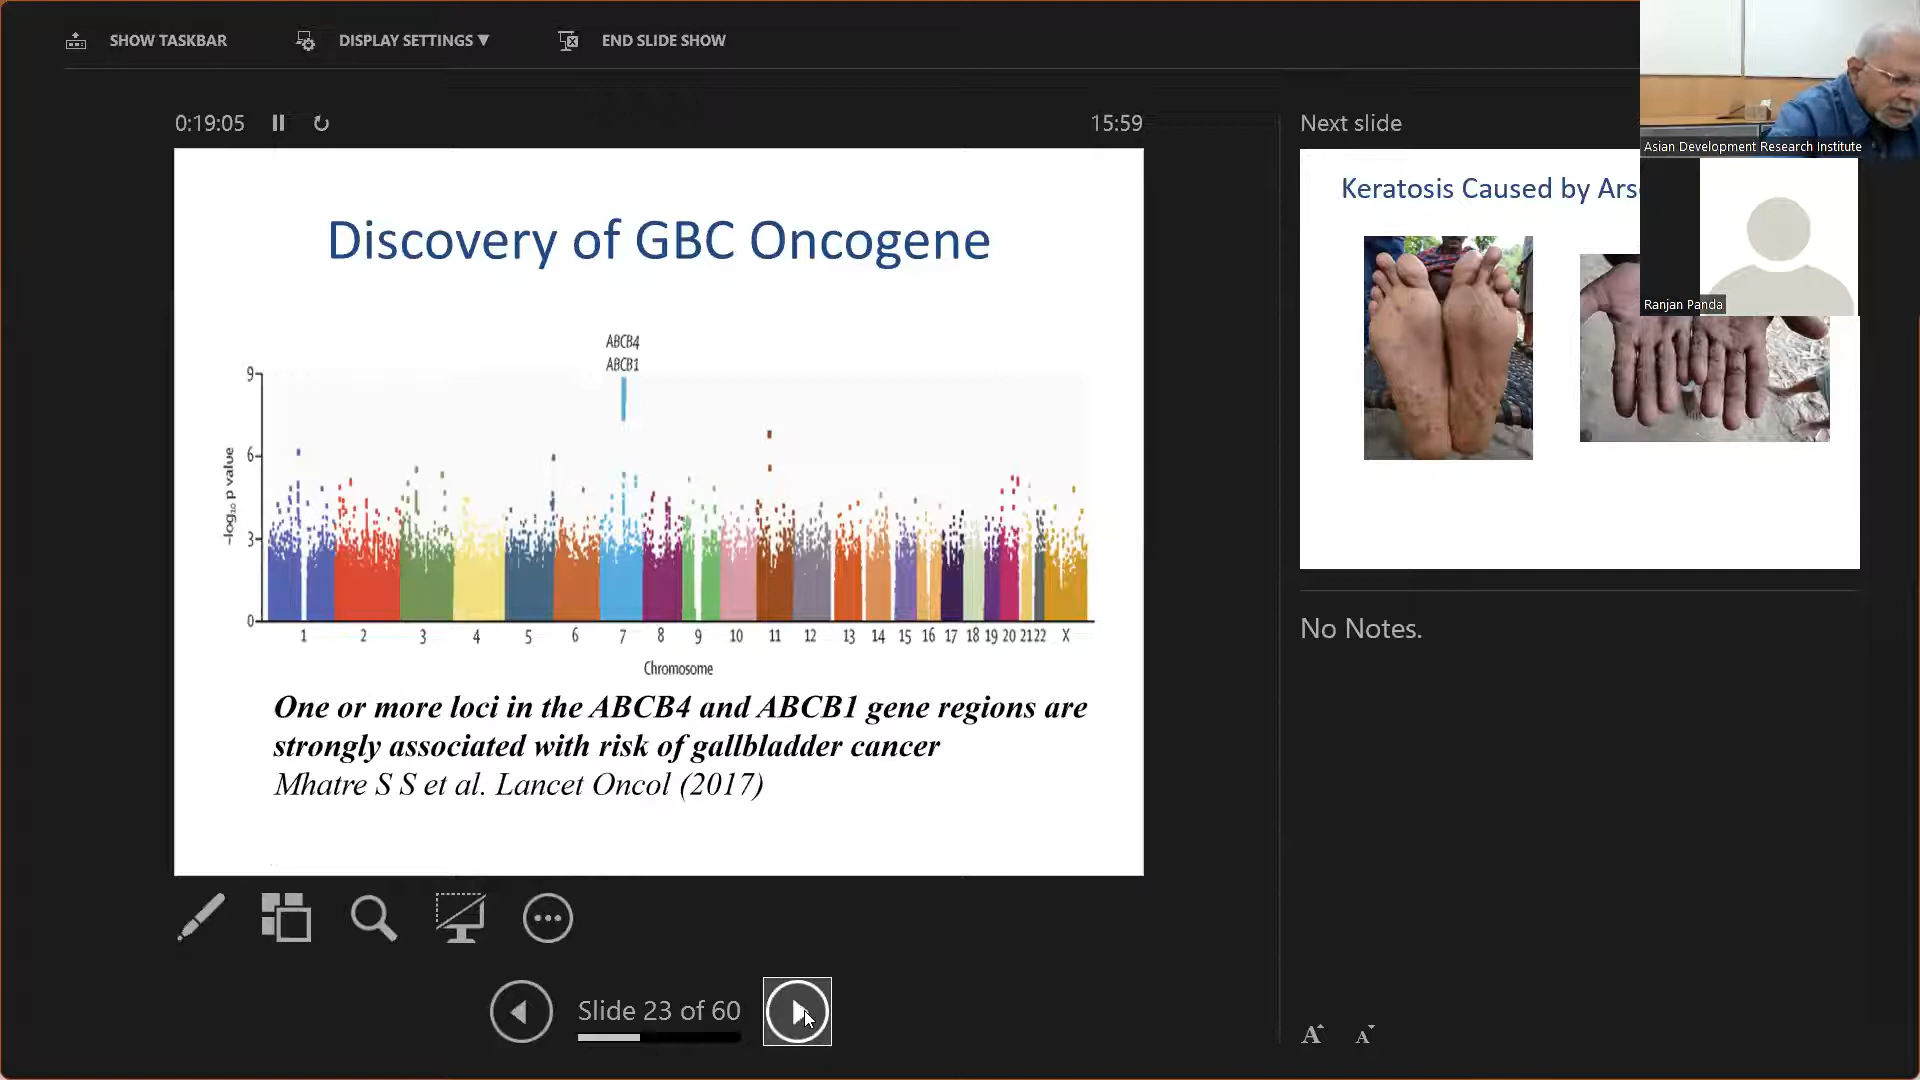 SHOW TASKBAR
DISPLAY SETTINGS ▼
END SLIDE SHOW
0:19:05
15:59
Next slide
Discovery of GBC Oncogene
ABCB4
ABCB1
9
6
3
0
-log₁₀ p value
1 2 3 4 5 6 7 8 9 10 11 12 13 14 15 16 17 18 19 20 21 22 X
Chromosome
One or more loci in the ABCB4 and ABCB1 gene regions are
strongly associated with risk of gallbladder cancer
Mhatre S S et al. Lancet Oncol (2017)
Slide 23 of 60
Keratosis Caused by
No Notes.
A A
Asian Development Research Institute
Ranjan Panda